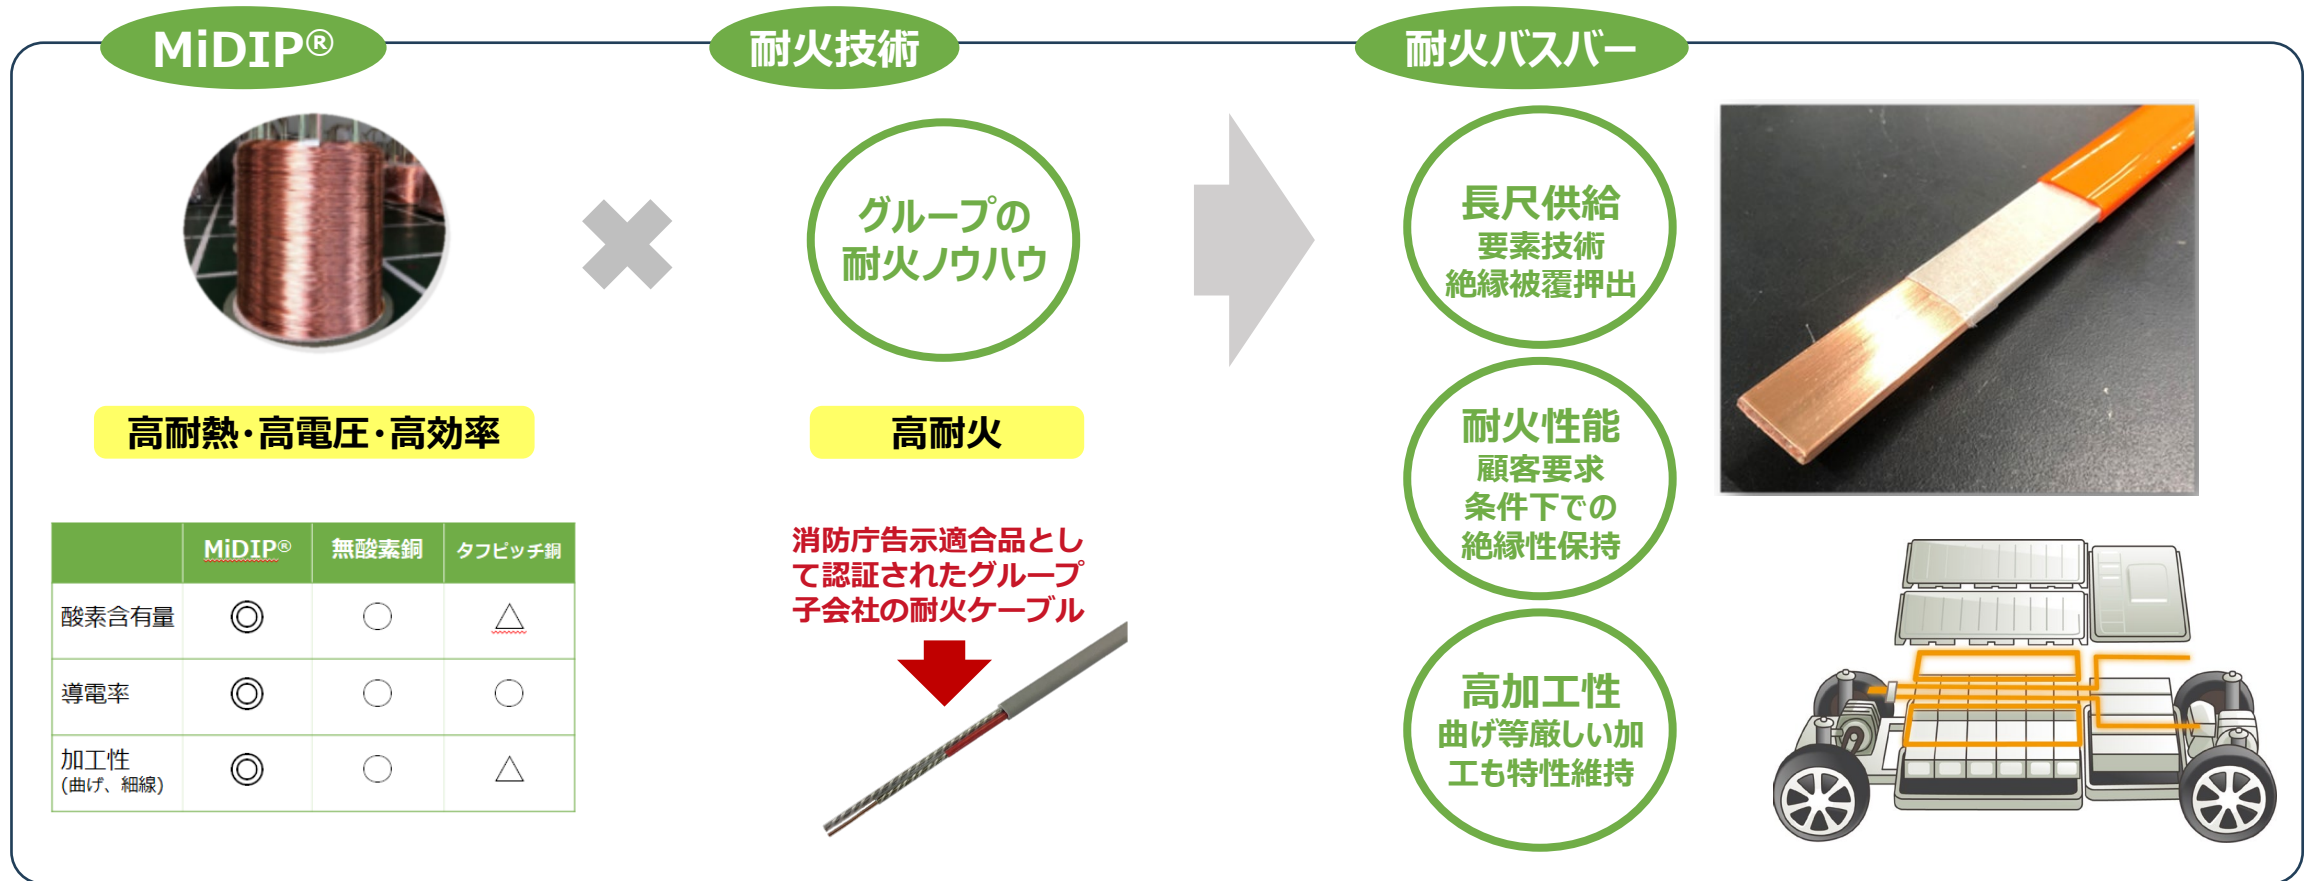 MiDIP®
耐火技術
耐火バスバー
グループの
耐火ノウハウ
長尺供給
要素技術
絶縁被覆押出
高耐熱・高電圧・高効率
高耐火
耐火性能
顧客要求
条件下での
絶縁性保持
MiDIP® 無酸素銅 タフピッチ銅
酸素含有量 ◎ ○ △
導電率 ◎ ○ ○
加工性 ◎ ○ △
(曲げ、細線)
消防庁告示適合品とし
て認証されたグループ
子会社の耐火ケーブル
高加工性
曲げ等厳しい加
工も特性維持